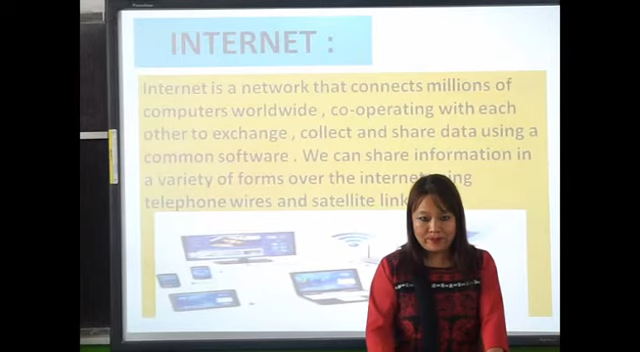 INTERNET :
Internet is a network that connects millions of
computers worldwide , co-operating with each
other to exchange , collect and share data using a
common software . We can share information in
a variety of forms over the internet
telephone wires and satellite link